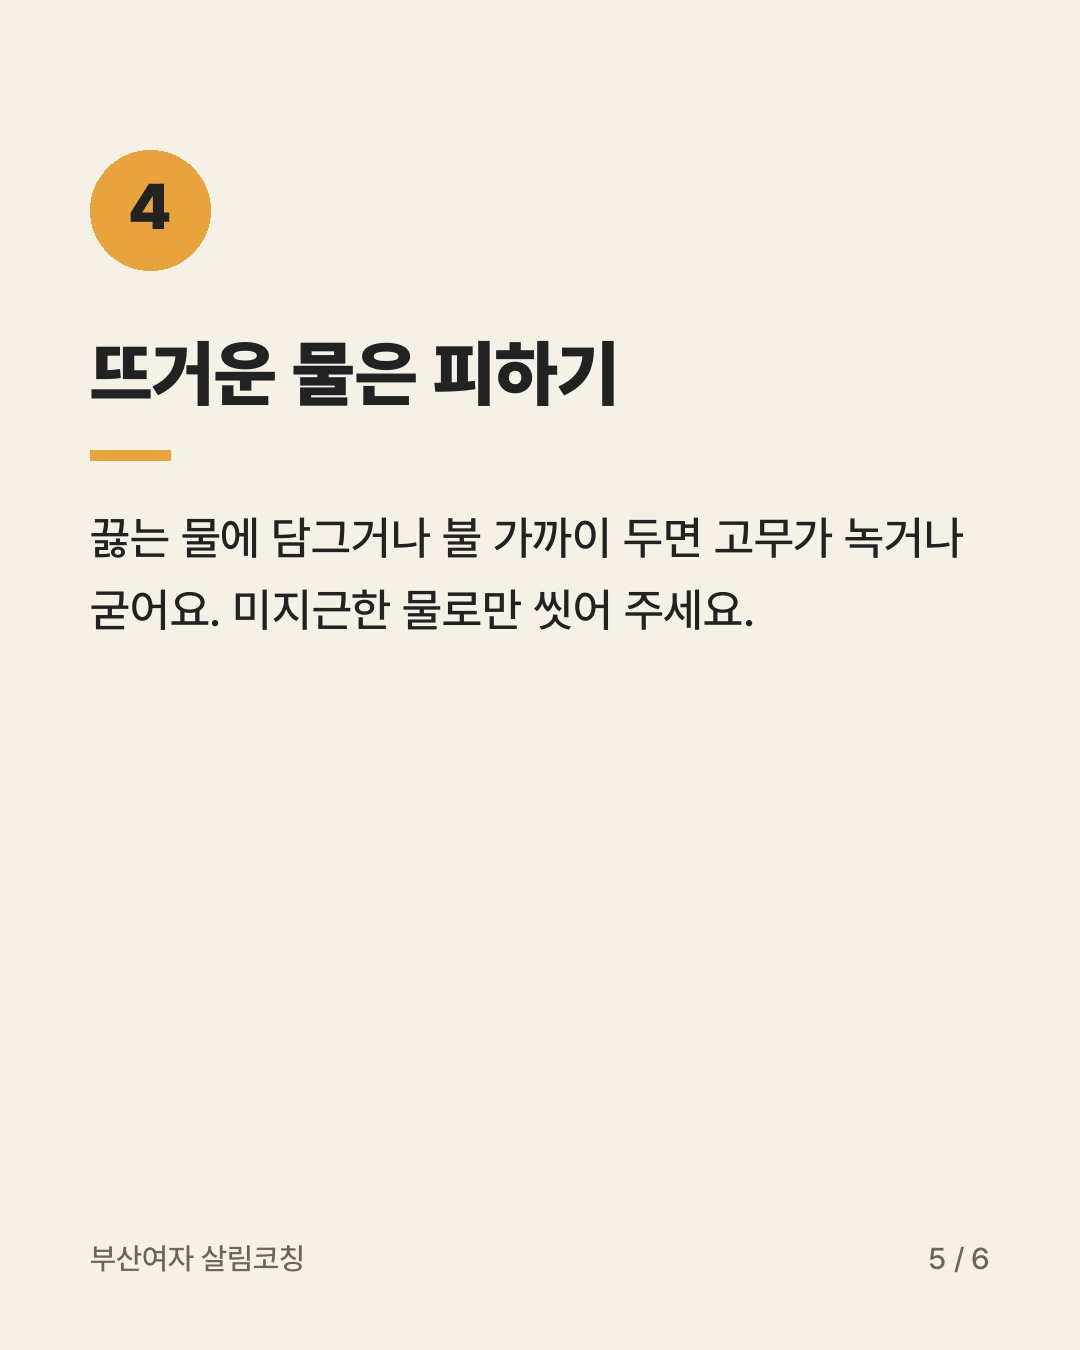 4
뜨거운 물은 피하기
끓는 물에 담그거나 불 가까이 두면 고무가 녹거나
굳어요. 미지근한 물로만 씻어 주세요.
부산여자 살림코칭
5 / 6